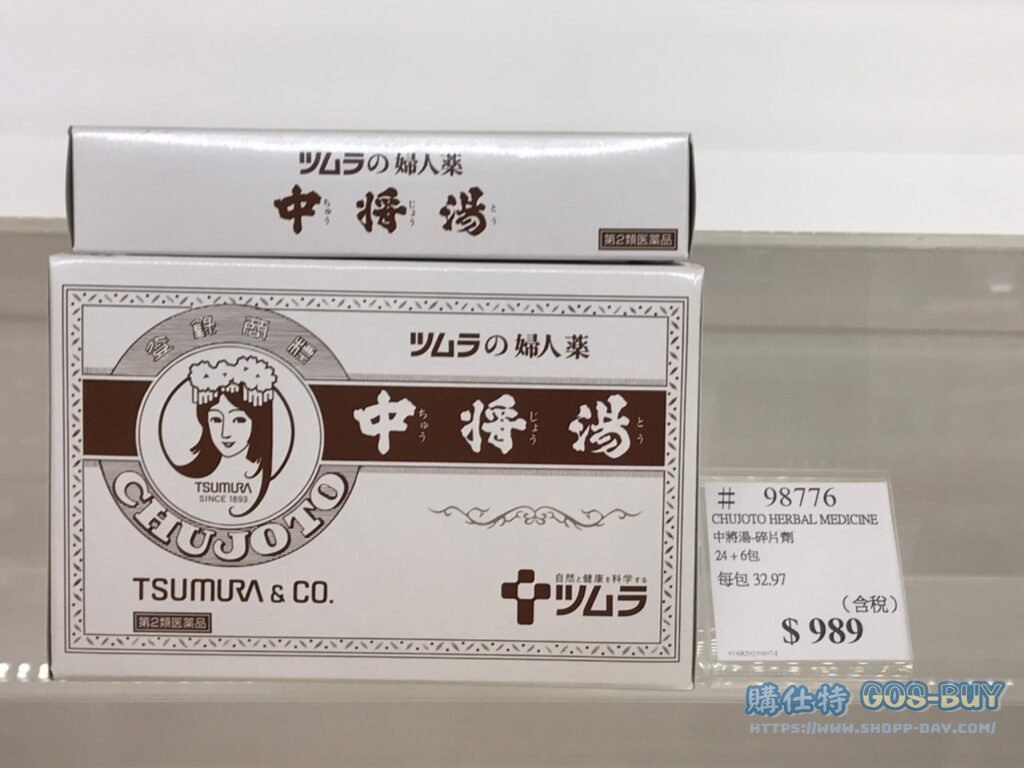 ツムラの婦人薬
中将湯
ちゅう じょう とう
第2類医薬品
登録商標
ツムラの婦人薬
中将湯
ちゅう じょう とう
TSUMURA
SINCE 1893
CHUJOTO
TSUMURA & CO.
第2類医薬品
自然と健康を科学する
ツムラ
# 98776
CHUJOTO HERBAL MEDICINE
中將湯-碎片劑
24 + 6包
每包 32.97
(含稅)
$ 989
購仕特 GOS-BUY
HTTPS://WWW.SHOPP-DAY.COM/